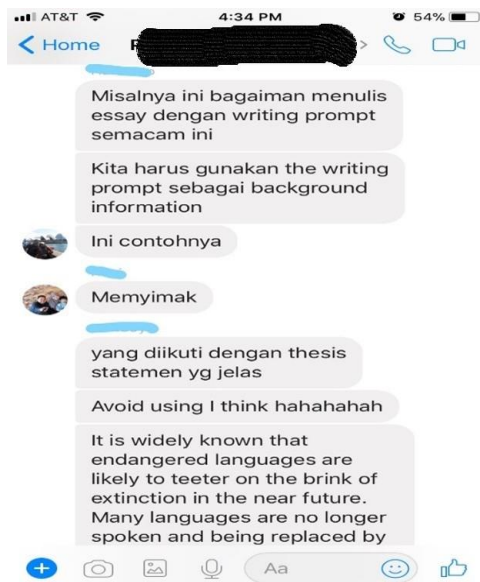 AT&T 4:34 PM 54%
Home
Misalnya ini bagaiman menulis
essay dengan writing prompt
semacam ini
Kita harus gunakan the writing
prompt sebagai background
information
Ini contohnya
Memyimak
yang diikuti dengan thesis
statemen yg jelas
Avoid using I think hahahahah
It is widely known that
endangered languages are
likely to teeter on the brink of
extinction in the near future.
Many languages are no longer
spoken and being replaced by
Aa